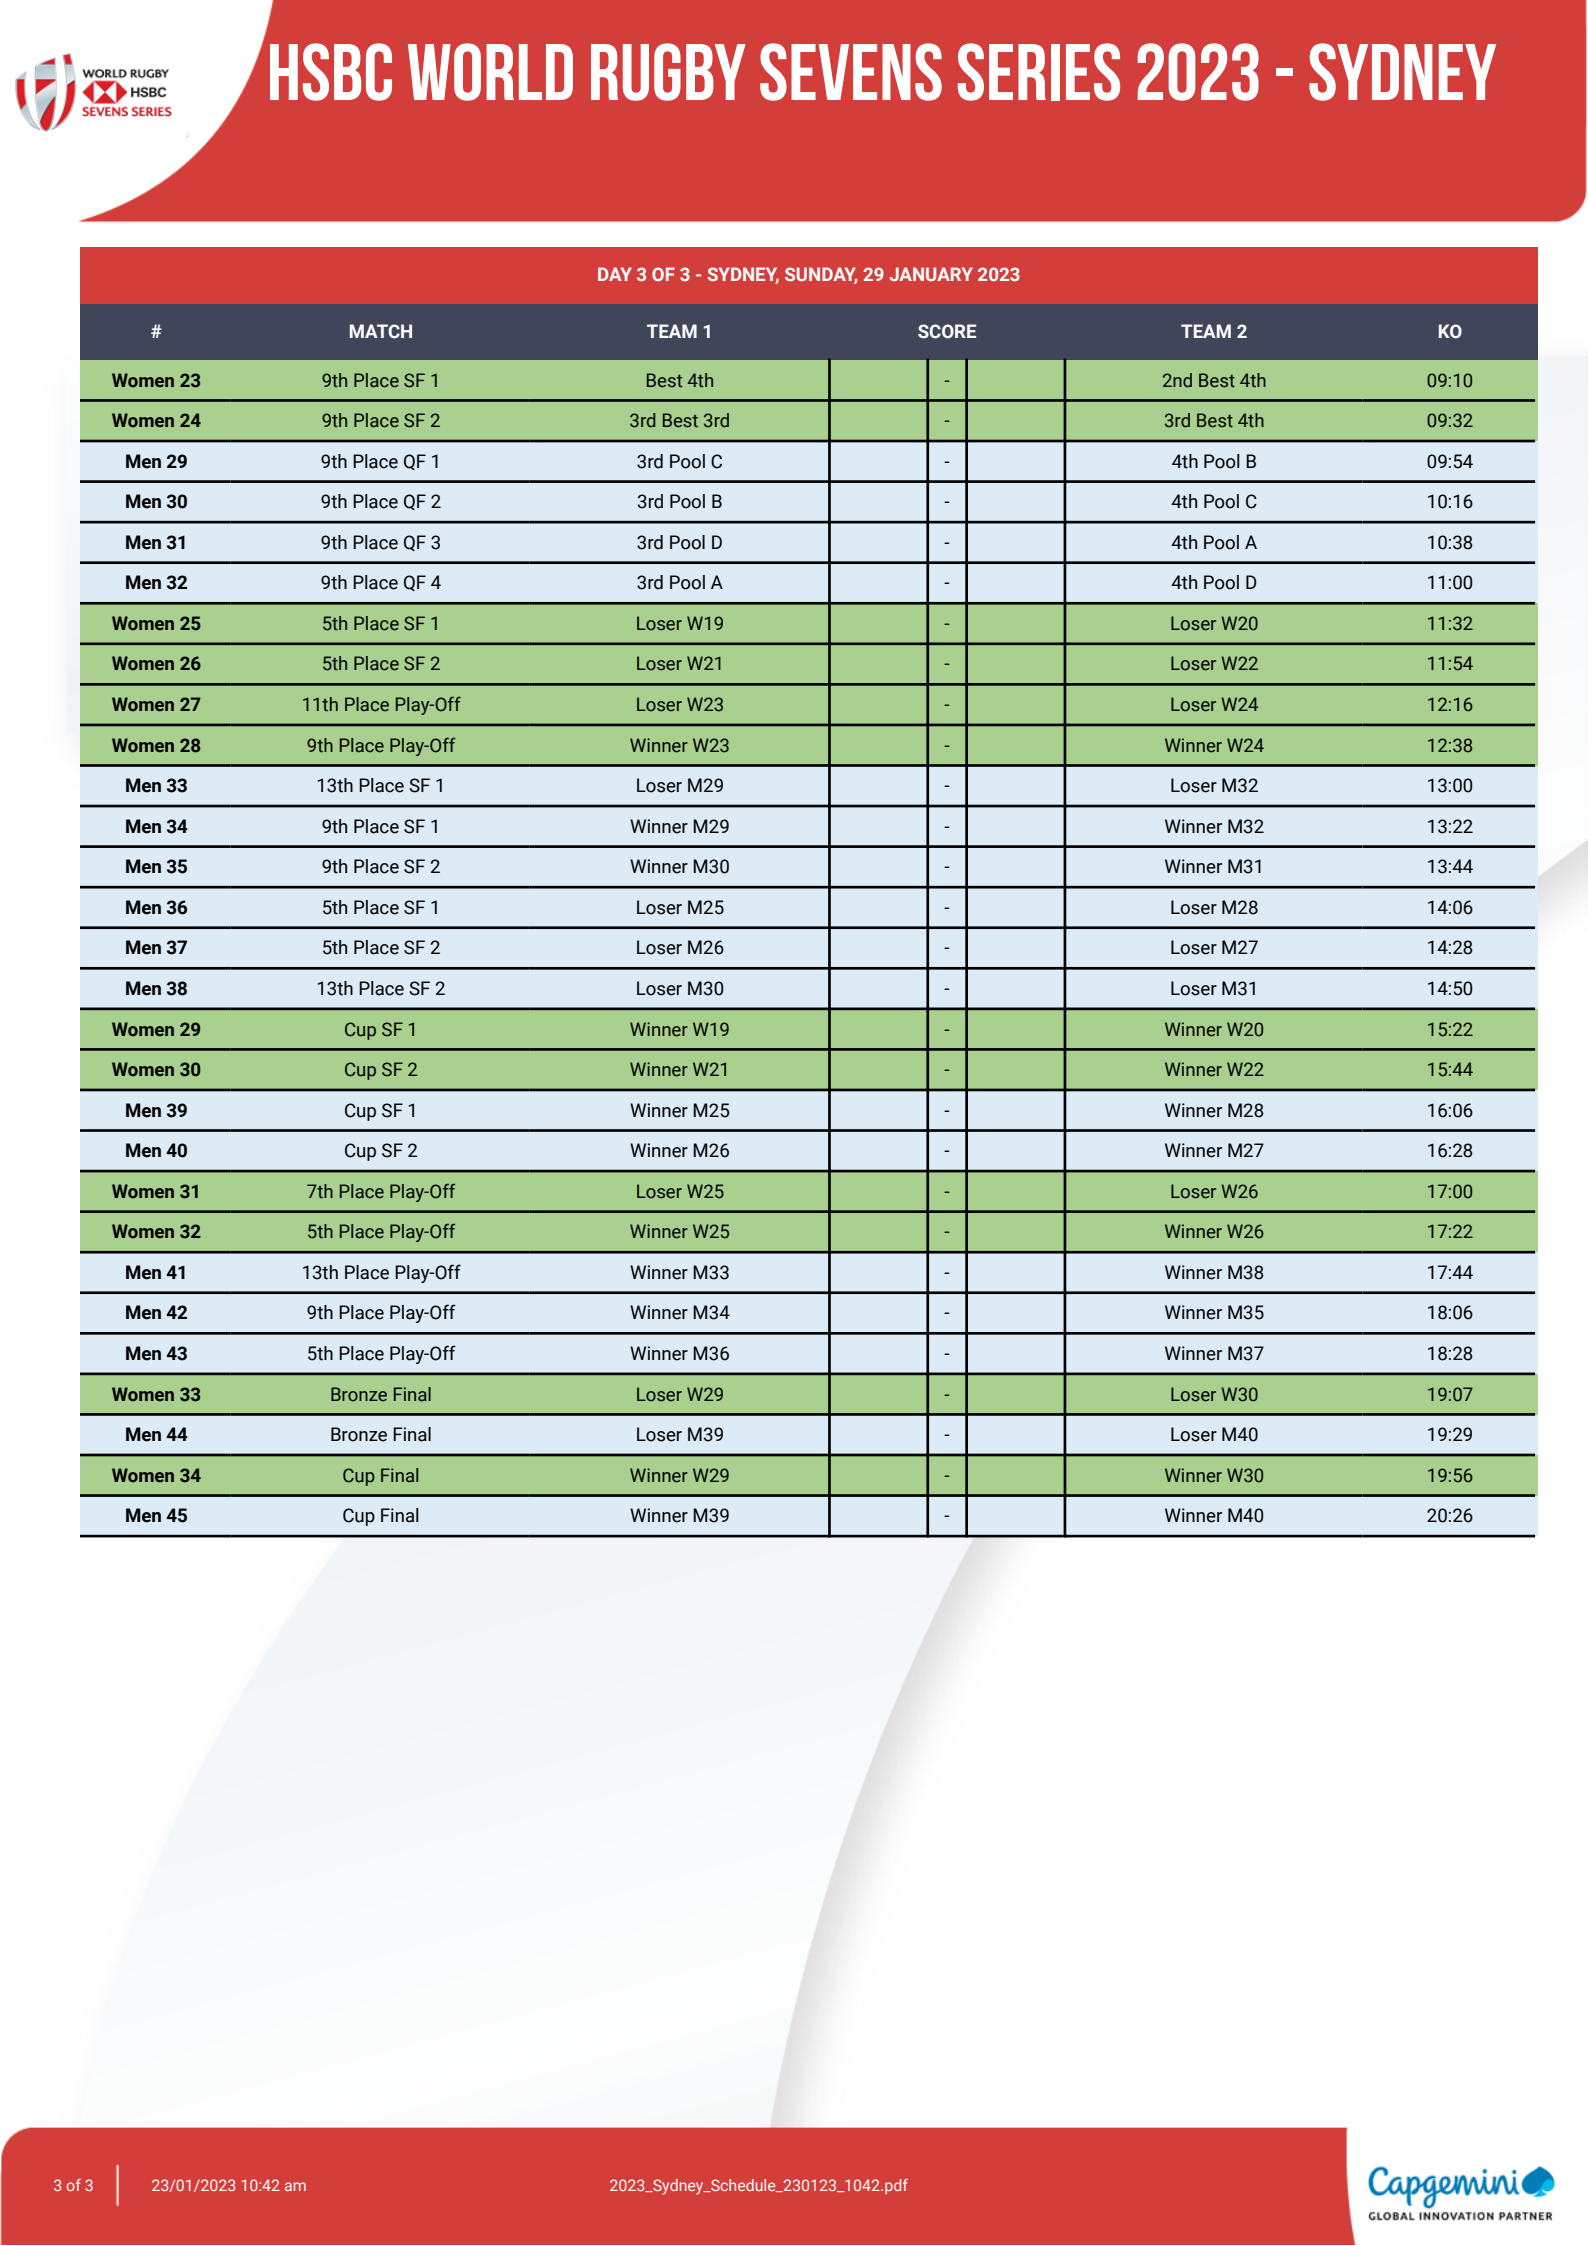 HSBC WORLD RUGBY SEVENS SERIES 2023 - SYDNEY
WORLD RUGBY
HSBC
SEVENS SERIES
DAY 3 OF 3 - SYDNEY, SUNDAY, 29 JANUARY 2023
# MATCH TEAM 1 SCORE TEAM 2 KO
Women 23 9th Place SF 1 Best 4th - 2nd Best 4th 09:10
Women 24 9th Place SF 2 3rd Best 3rd - 3rd Best 4th 09:32
Men 29 9th Place QF 1 3rd Pool C - 4th Pool B 09:54
Men 30 9th Place QF 2 3rd Pool B - 4th Pool C 10:16
Men 31 9th Place QF 3 3rd Pool D - 4th Pool A 10:38
Men 32 9th Place QF 4 3rd Pool A - 4th Pool D 11:00
Women 25 5th Place SF 1 Loser W19 - Loser W20 11:32
Women 26 5th Place SF 2 Loser W21 - Loser W22 11:54
Women 27 11th Place Play-Off Loser W23 - Loser W24 12:16
Women 28 9th Place Play-Off Winner W23 - Winner W24 12:38
Men 33 13th Place SF 1 Loser M29 - Loser M32 13:00
Men 34 9th Place SF 1 Winner M29 - Winner M32 13:22
Men 35 9th Place SF 2 Winner M30 - Winner M31 13:44
Men 36 5th Place SF 1 Loser M25 - Loser M28 14:06
Men 37 5th Place SF 2 Loser M26 - Loser M27 14:28
Men 38 13th Place SF 2 Loser M30 - Loser M31 14:50
Women 29 Cup SF 1 Winner W19 - Winner W20 15:22
Women 30 Cup SF 2 Winner W21 - Winner W22 15:44
Men 39 Cup SF 1 Winner M25 - Winner M28 16:06
Men 40 Cup SF 2 Winner M26 - Winner M27 16:28
Women 31 7th Place Play-Off Loser W25 - Loser W26 17:00
Women 32 5th Place Play-Off Winner W25 - Winner W26 17:22
Men 41 13th Place Play-Off Winner M33 - Winner M38 17:44
Men 42 9th Place Play-Off Winner M34 - Winner M35 18:06
Men 43 5th Place Play-Off Winner M36 - Winner M37 18:28
Women 33 Bronze Final Loser W29 - Loser W30 19:07
Men 44 Bronze Final Loser M39 - Loser M40 19:29
Women 34 Cup Final Winner W29 - Winner W30 19:56
Men 45 Cup Final Winner M39 - Winner M40 20:26
3 of 3 23/01/2023 10:42 am 2023_Sydney_Schedule_230123_1042.pdf
Capgemini
GLOBAL INNOVATION PARTNER